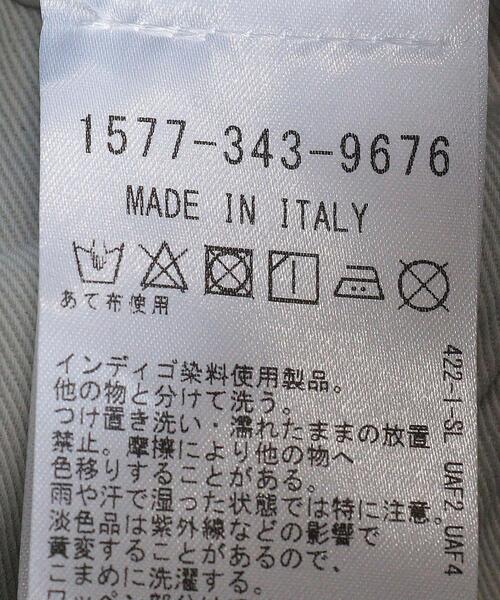 1577-343-9676
MADE IN ITALY
あて布使用
インディゴ染料使用製品。
他の物と分けて洗う。
つけ置き洗い・濡れたままの放置
禁止。摩擦により他の物へ
色移りすることがある。
雨や汗で湿った状態では特に注意。
淡色品は紫外線などの影響で
黄変することがあるので、
こまめに洗濯する。
422-I-SL UAF2 UAF4